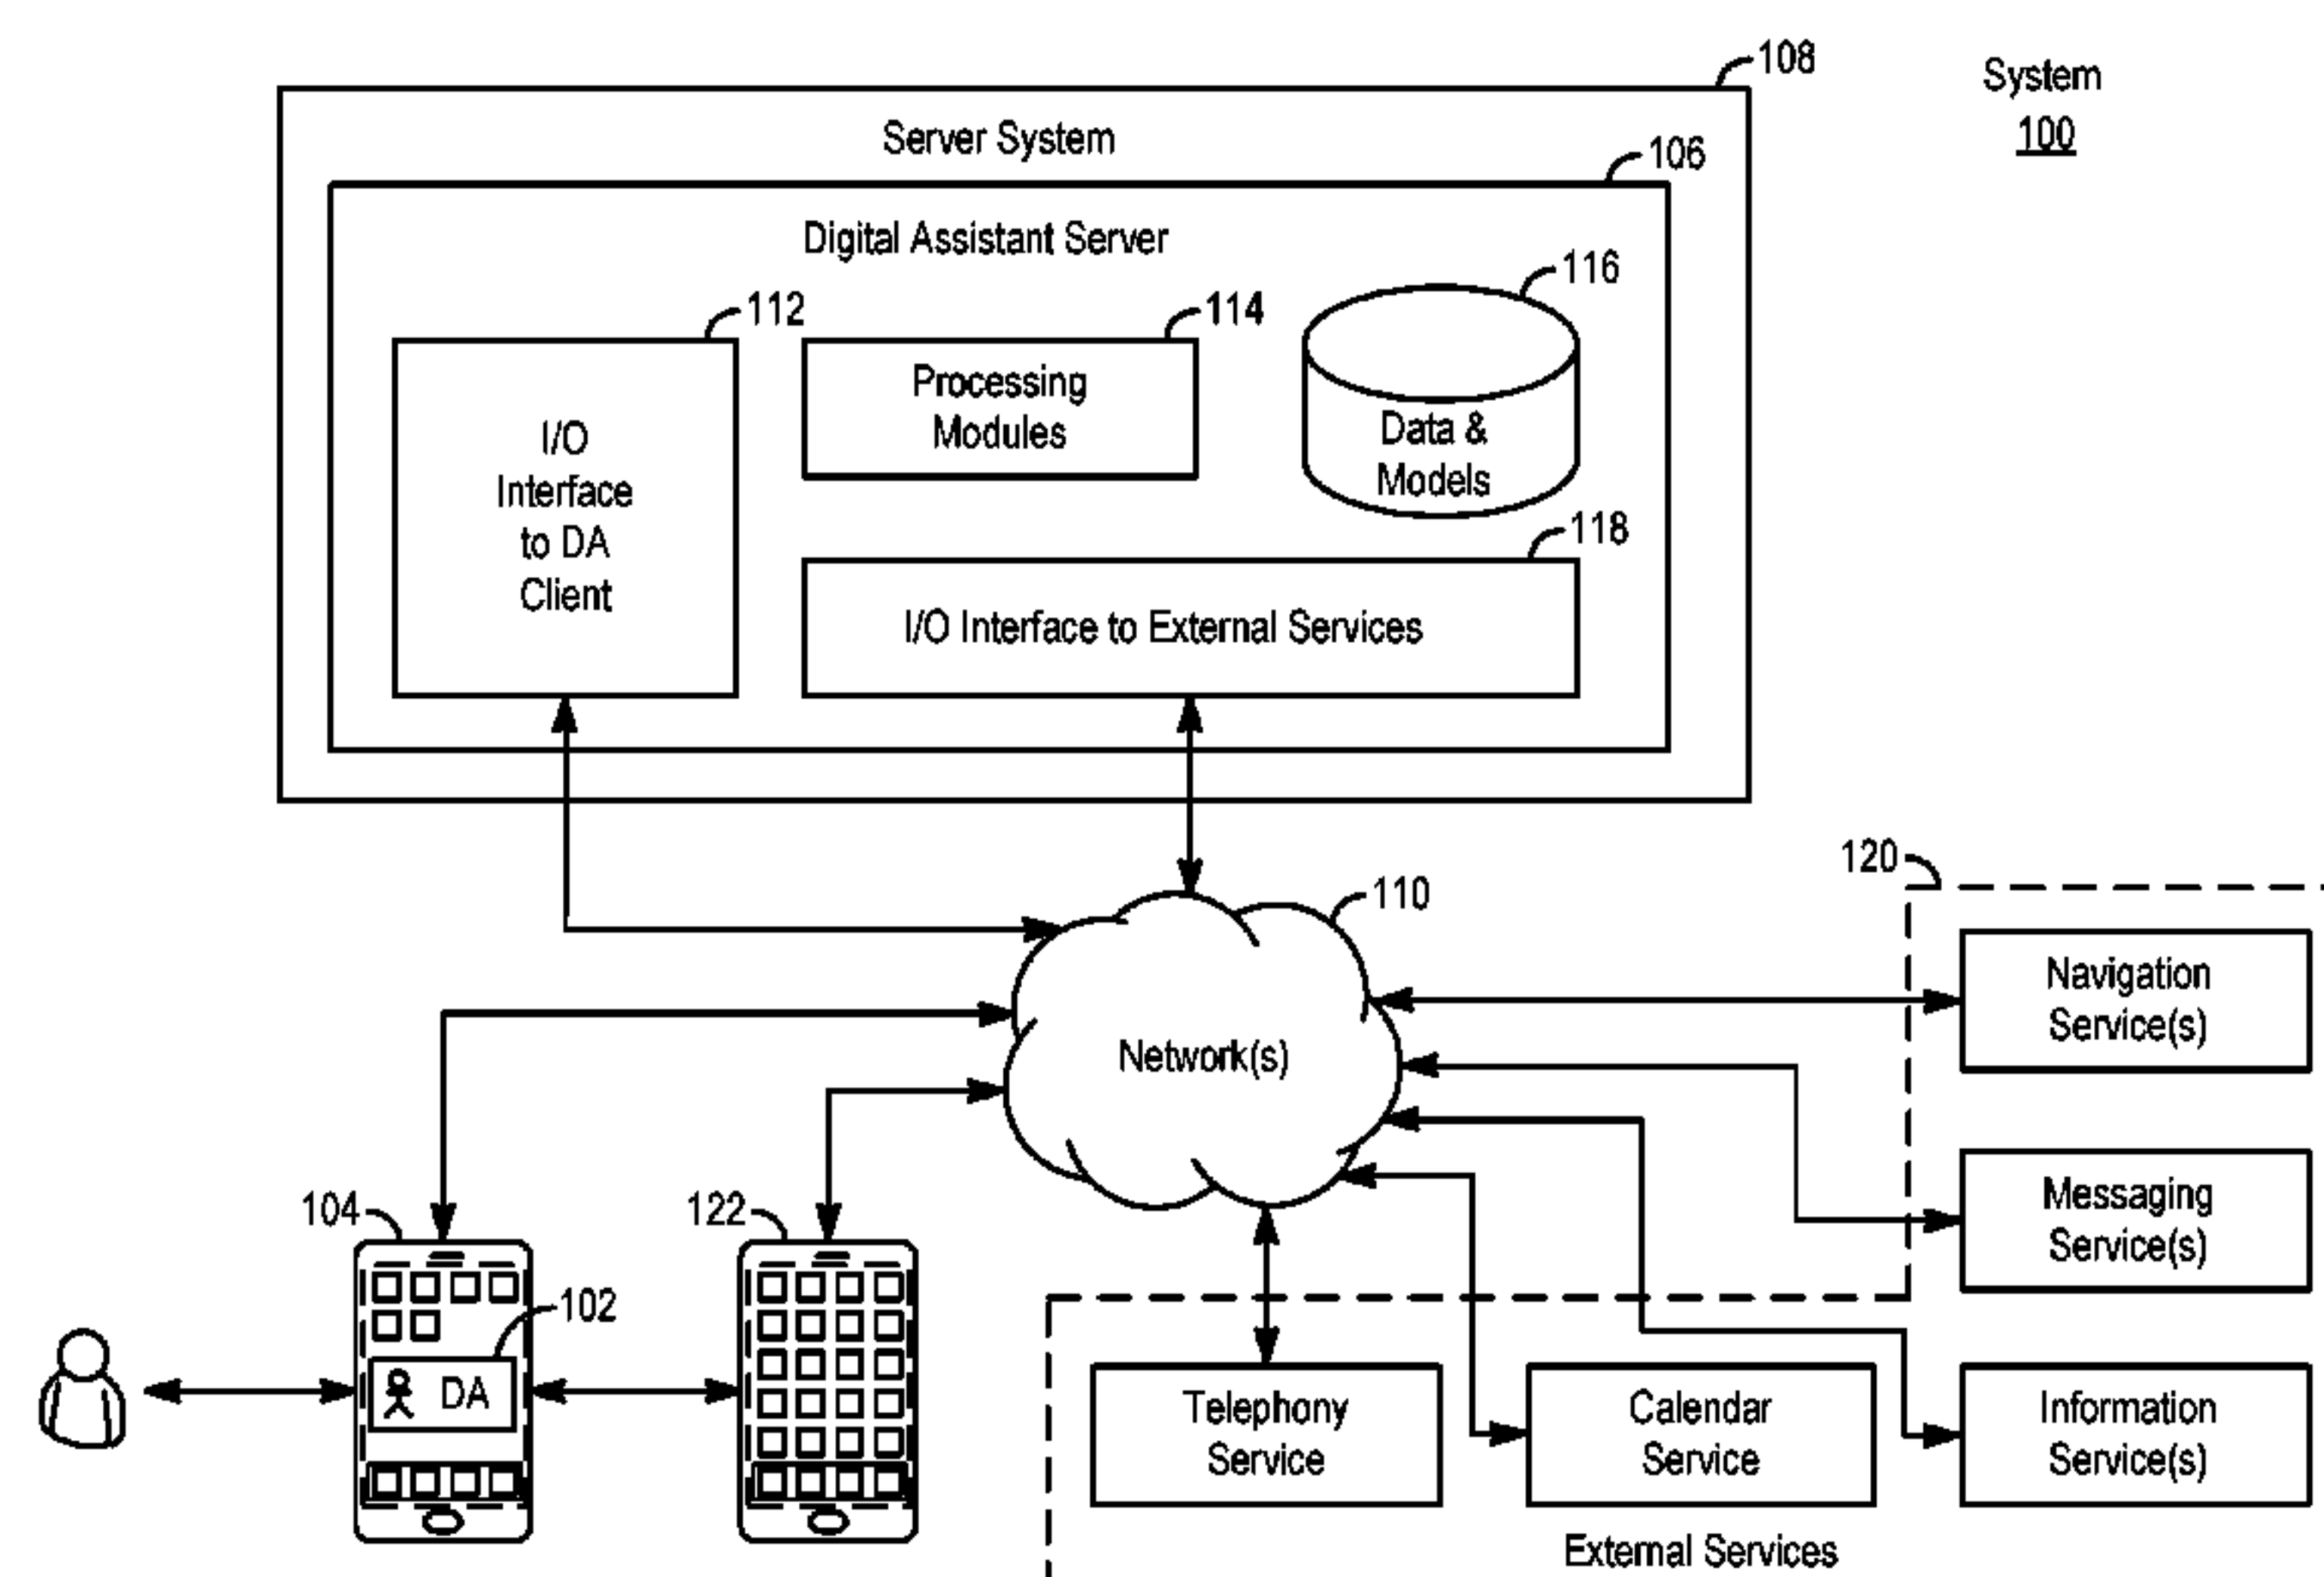 108
System
100
Server System
106
Digital Assistant Server
116
112
114
Processing
Modules
Data &
Models
I/O
Interface
to DA
Client
118
I/O Interface to External Services
120
110
Navigation
Service(s)
Network(s)
Messaging
Service(s)
104
122
102
DA
Telephony
Service
Calendar
Service
Information
Service(s)
External Services